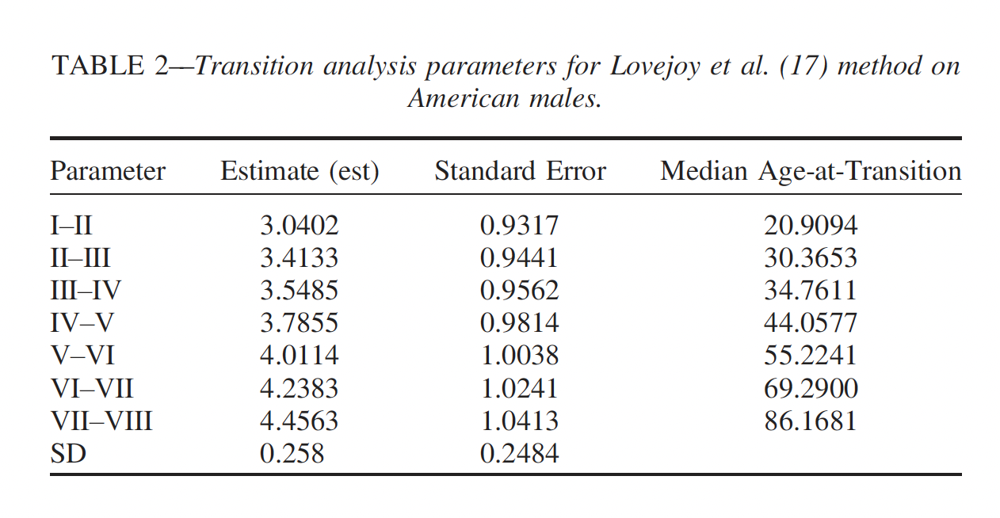 TABLE 2—Transition analysis parameters for Lovejoy et al. (17) method on
American males.
Parameter Estimate (est) Standard Error Median Age-at-Transition
I–II 3.0402 0.9317 20.9094
II–III 3.4133 0.9441 30.3653
III–IV 3.5485 0.9562 34.7611
IV–V 3.7855 0.9814 44.0577
V–VI 4.0114 1.0038 55.2241
VI–VII 4.2383 1.0241 69.2900
VII–VIII 4.4563 1.0413 86.1681
SD 0.258 0.2484